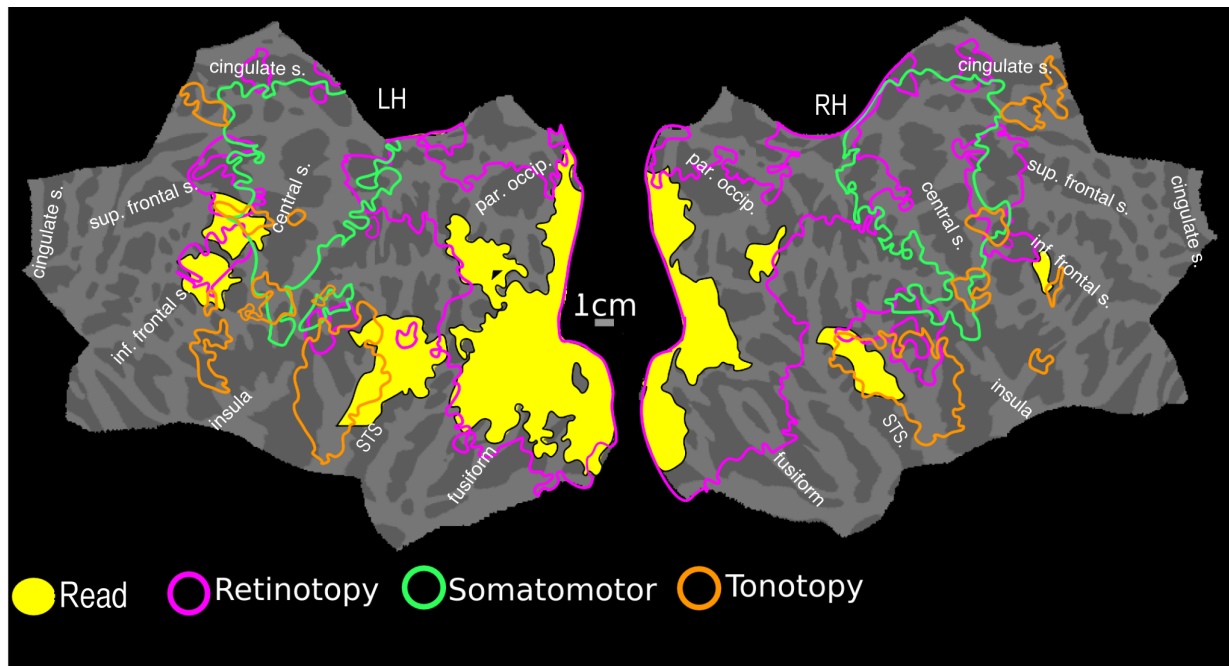 cingulate s.
LH
sup. frontal s.
central s.
cingulate s.
inf. frontal s.
insula
STS
fusiform
par. occip.
1cm
RH
cingulate s.
par. occip.
central s.
sup. frontal s.
cingulate s.
inf. frontal s.
insula
STS.
fusiform
Read
Retinotopy
Somatomotor
Tonotopy